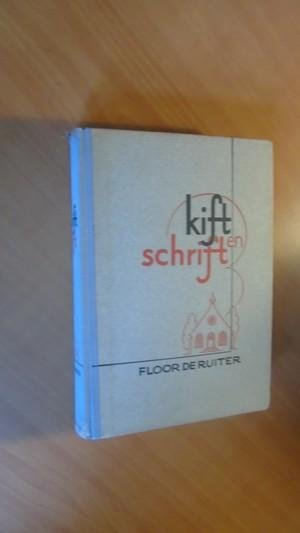 kift
en
schrift
FLOOR DE RUITER